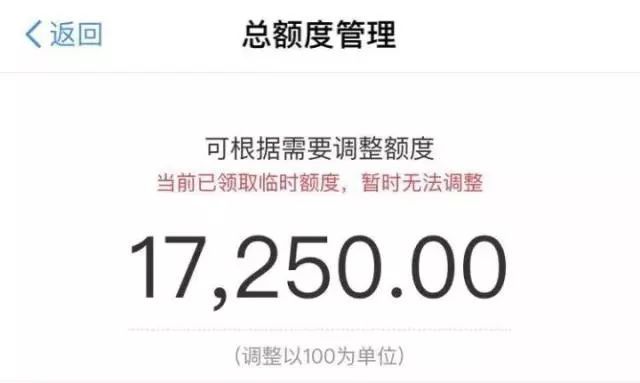 返回 总额度管理
可根据需要调整额度
当前已领取临时额度，暂时无法调整
17,250.00
(调整以100为单位)